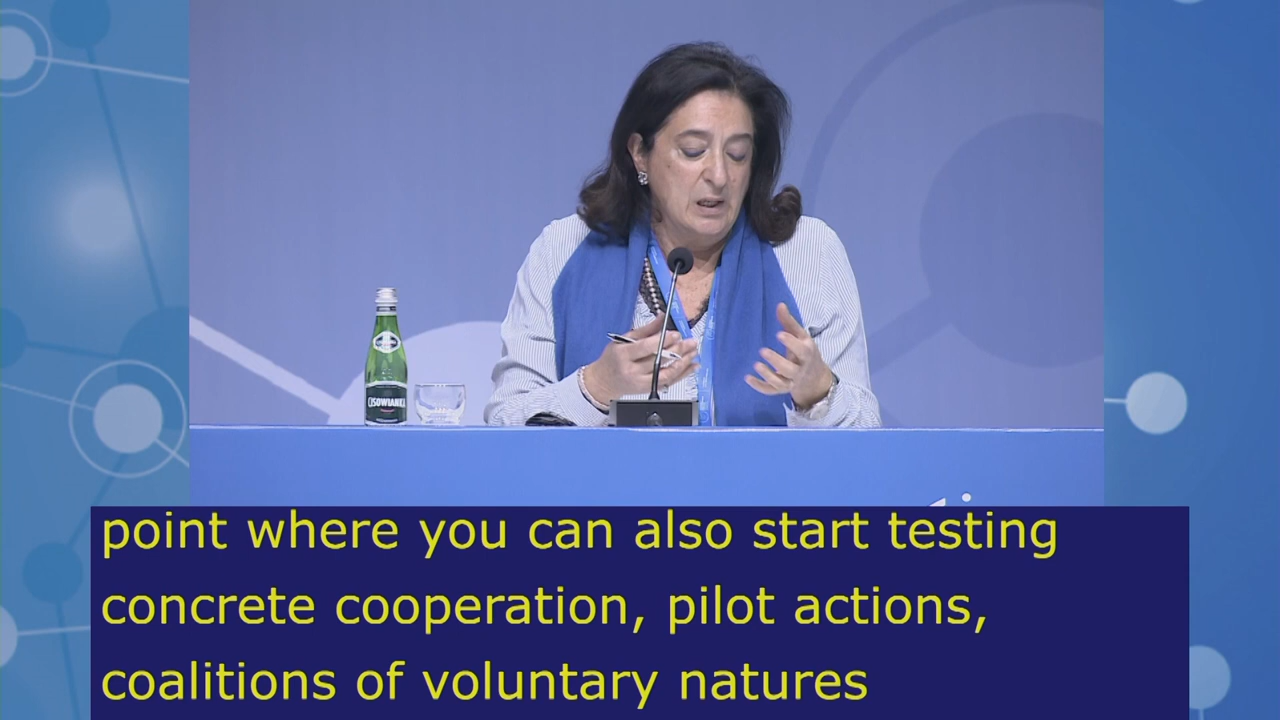 CISOWIANKA
point where you can also start testing
concrete cooperation, pilot actions,
coalitions of voluntary natures